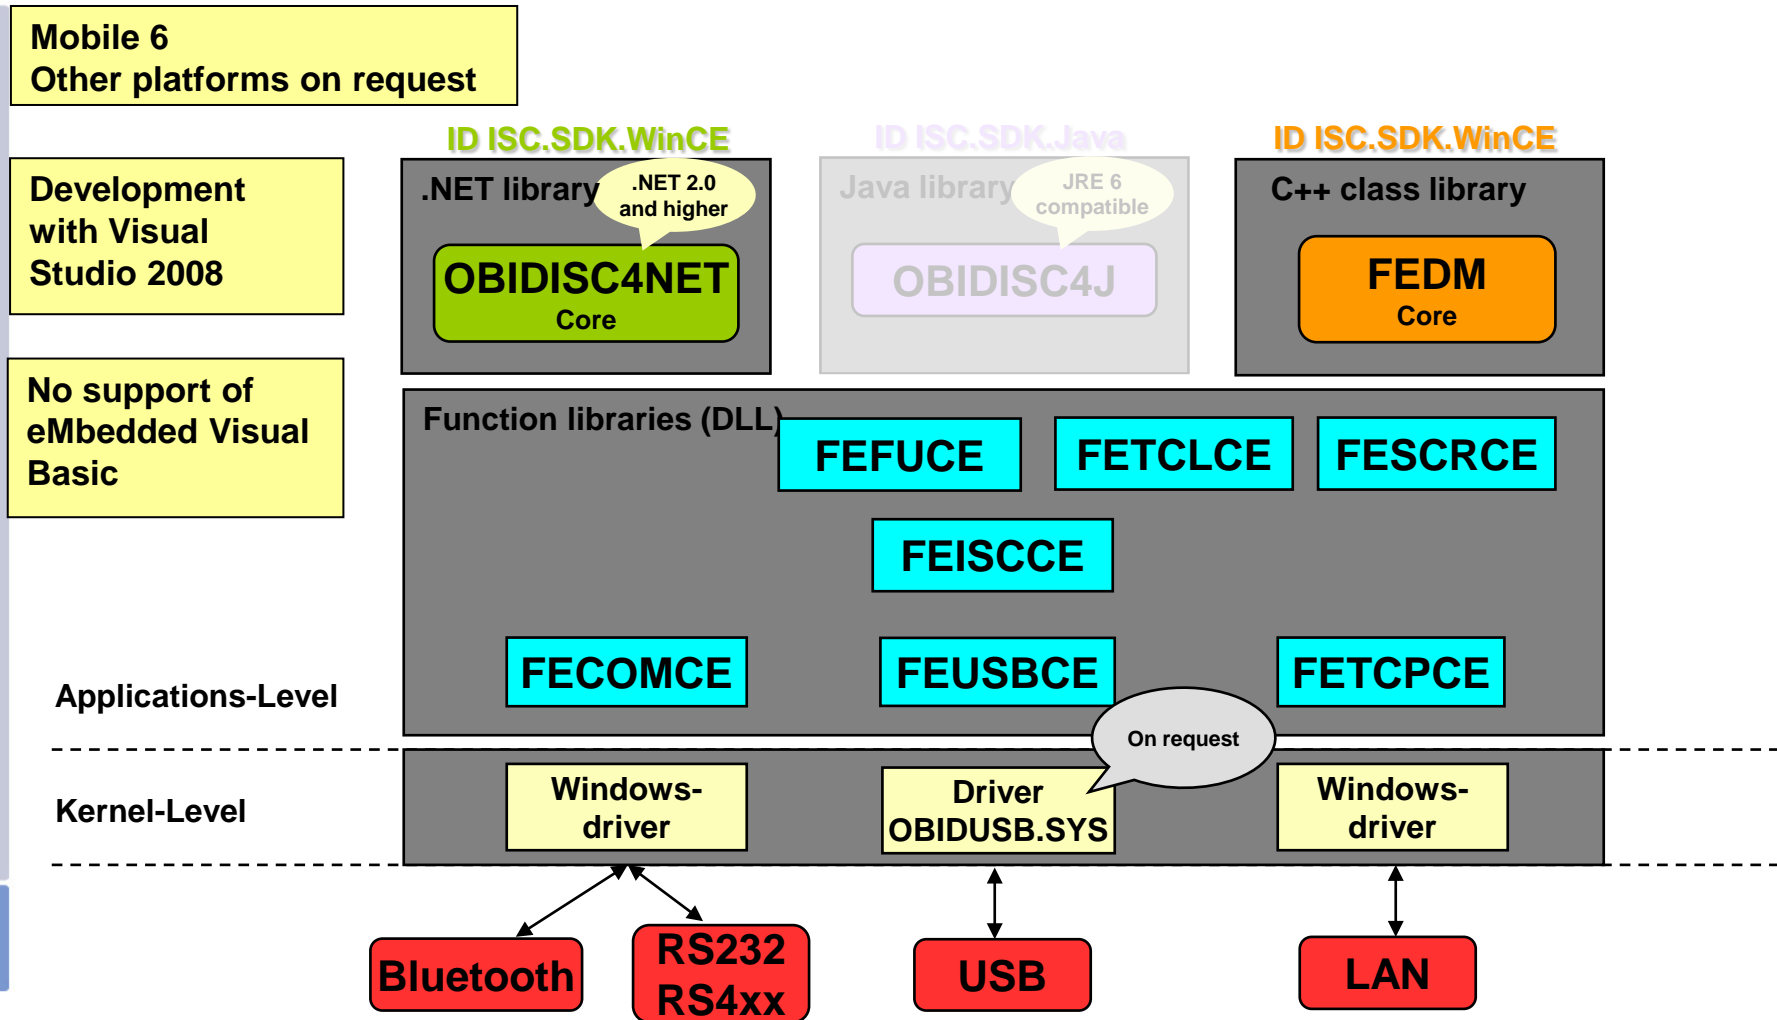 Mobile 6
Other platforms on request
Development
with Visual
Studio 2008
No support of
eMbedded Visual
Basic
ID ISC.SDK.WinCE
.NET library
.NET 2.0
and higher
OBIDISC4NET
Core
ID ISC.SDK.Java
Java library
JRE 6
compatible
OBIDISC4J
ID ISC.SDK.WinCE
C++ class library
FEDM
Core
Function libraries (DLL)
FEFUCE
FETCLCE
FESCRCE
FEISCCE
FECOMCE
FEUSBCE
FETCPCE
Applications-Level
On request
Kernel-Level
Windows-
driver
Driver
OBIDUSB.SYS
Windows-
driver
Bluetooth
RS232
RS4xx
USB
LAN